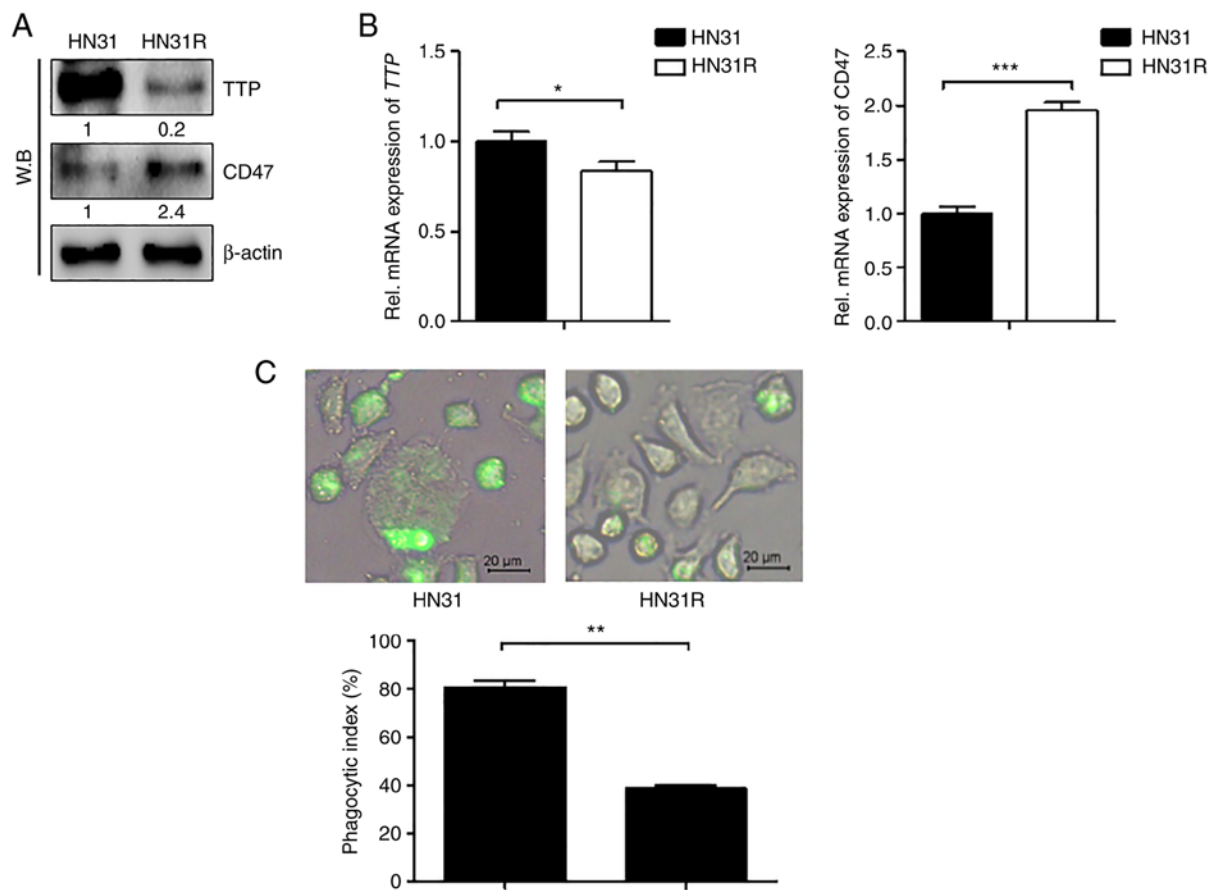 A
HN31 HN31R
W.B
TTP
1 0.2
CD47
1 2.4
β-actin
B
HN31
HN31R
Rel. mRNA expression of TTP
1.5
1.0
0.5
0.0
*
HN31
HN31R
Rel. mRNA expression of CD47
2.5
2.0
2.5
1.0
2.5
0.0
***
C
20 µm
20 µm
HN31 HN31R
Phagocytic index (%)
100
80
60
40
20
0
**